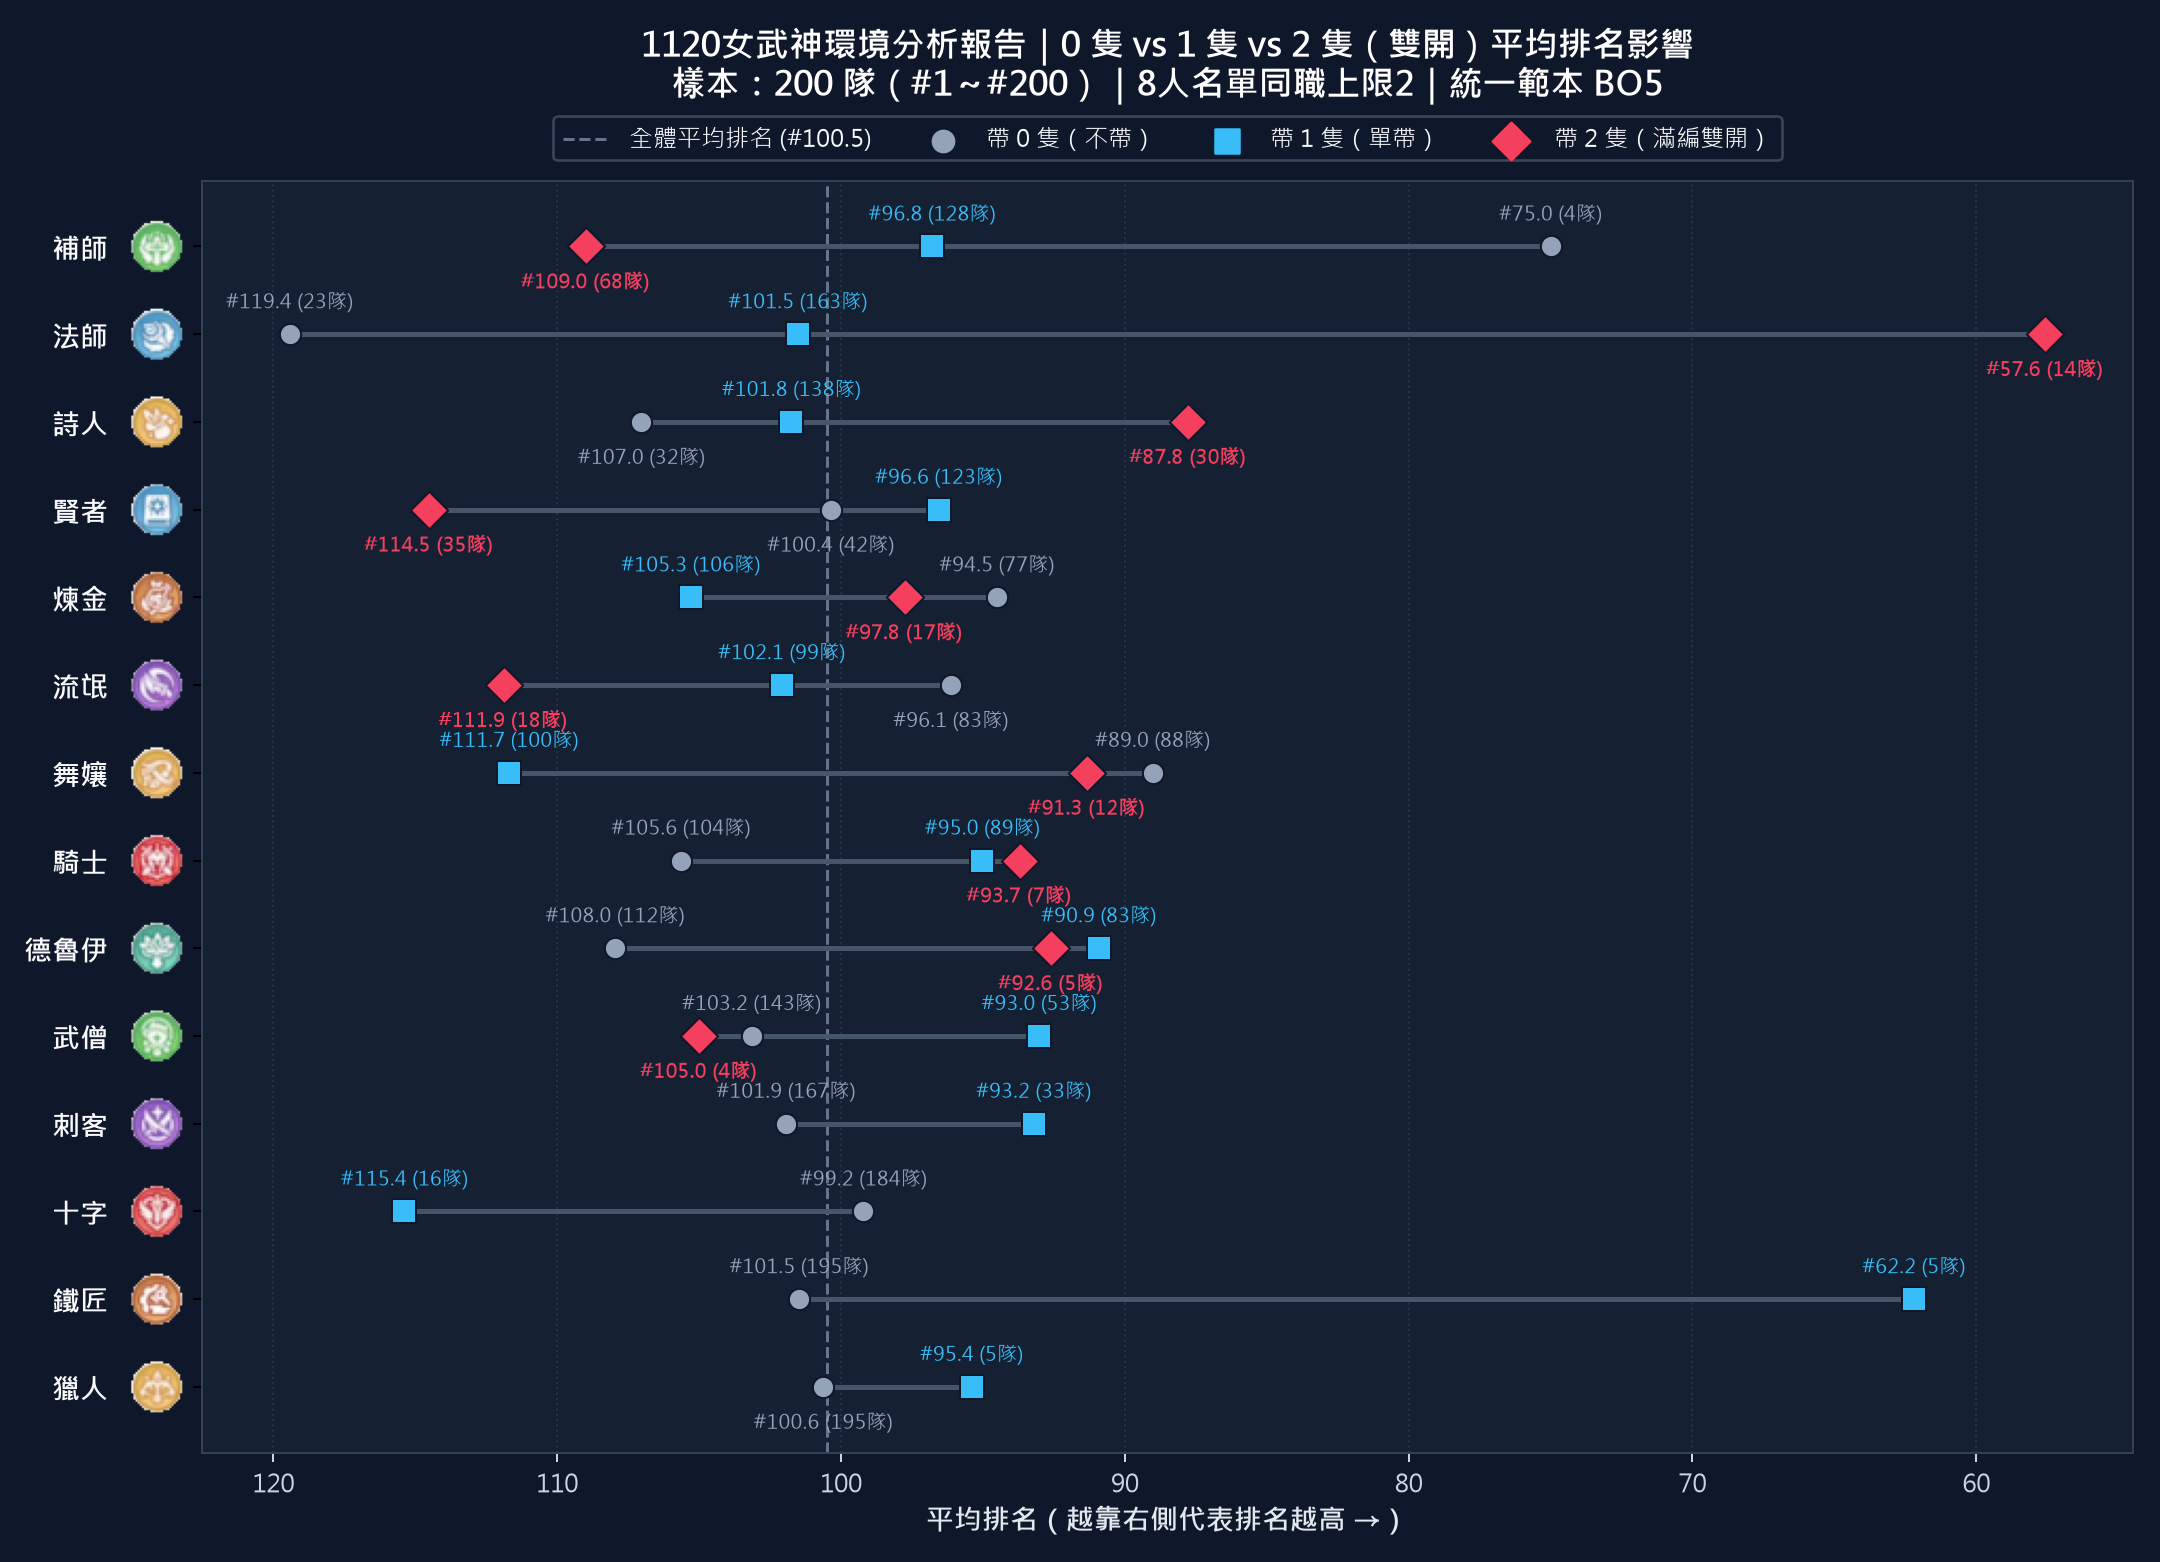 1120女武神環境分析報告 | 0 隻 vs 1 隻 vs 2 隻 ( 雙開 ) 平均排名影響
樣本：200 隊 ( #1～#200 ) | 8人名單同職上限2 | 統一範本 BO5
全體平均排名 (#100.5) 帶 0 隻 ( 不帶 ) 帶 1 隻 ( 單帶 ) 帶 2 隻 ( 滿編雙開 )
#96.8 (128隊) #75.0 (4隊)
補師
#109.0 (68隊)
#119.4 (23隊) #101.5 (163隊)
法師
#57.6 (14隊)
#101.8 (138隊)
詩人
#107.0 (32隊) #87.8 (30隊)
#96.6 (123隊)
賢者
#114.5 (35隊) #100.4 (42隊)
#105.3 (106隊) #94.5 (77隊)
煉金
#97.8 (17隊)
#102.1 (99隊)
流氓
#111.9 (18隊) #96.1 (83隊)
#111.7 (100隊) #89.0 (88隊)
舞孃
#91.3 (12隊)
#105.6 (104隊) #95.0 (89隊)
騎士
#93.7 (7隊)
#108.0 (112隊) #90.9 (83隊)
德魯伊
#92.6 (5隊)
#103.2 (143隊) #93.0 (53隊)
武僧
#105.0 (4隊)
#101.9 (167隊) #93.2 (33隊)
刺客
#115.4 (16隊) #99.2 (184隊)
十字
#101.5 (195隊) #62.2 (5隊)
鐵匠
#95.4 (5隊)
獵人
#100.6 (195隊)
120 110 100 90 80 70 60
平均排名 ( 越靠右側代表排名越高 → )